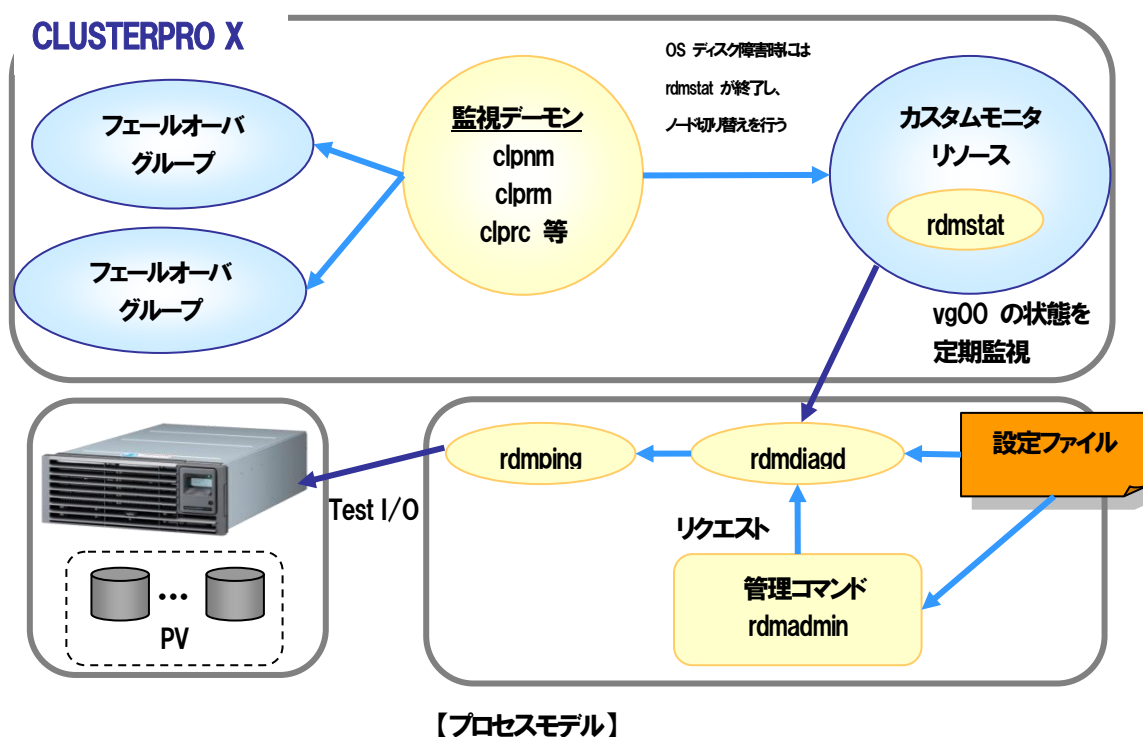 CLUSTERPRO X
フェールオーバ
グループ
フェールオーバ
グループ
監視デーモン
clpnm
clprm
clprc 等
OS ディスク障害時には
rdmstat が終了し、
ノード切り替えを行う
カスタムモニタ
リソース
rdmstat
vg00 の状態を
定期監視
Test I/O
PV
rdmping
rdmdiagd
設定ファイル
リクエスト
管理コマンド
rdmadmin
【プロセスモデル】